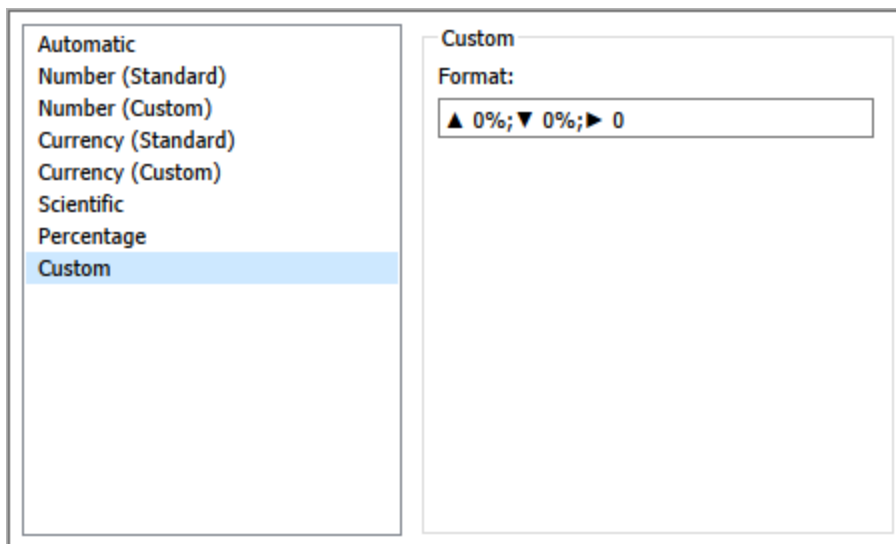 Automatic
Number (Standard)
Number (Custom)
Currency (Standard)
Currency (Custom)
Scientific
Percentage
Custom
Custom
Format:
▲ 0%;▼ 0%;► 0